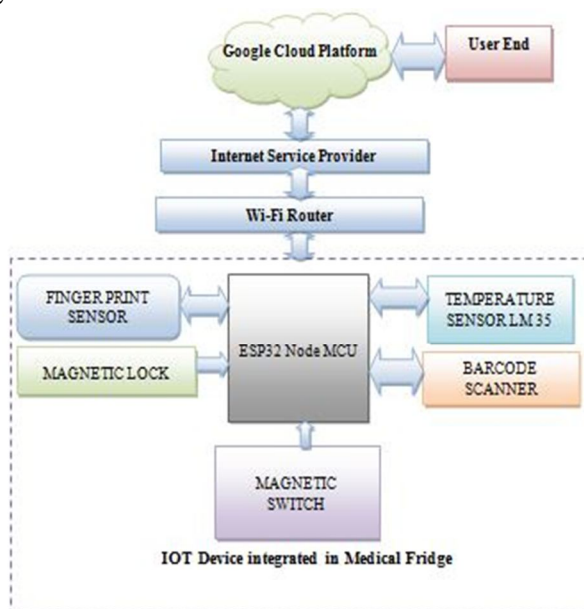 Google Cloud Platform
User End
Internet Service Provider
Wi-Fi Router
FINGER PRINT
SENSOR
ESP32 Node MCU
TEMPERATURE
SENSOR LM 35
MAGNETIC LOCK
BARCODE
SCANNER
MAGNETIC
SWITCH
IOT Device integrated in Medical Fridge